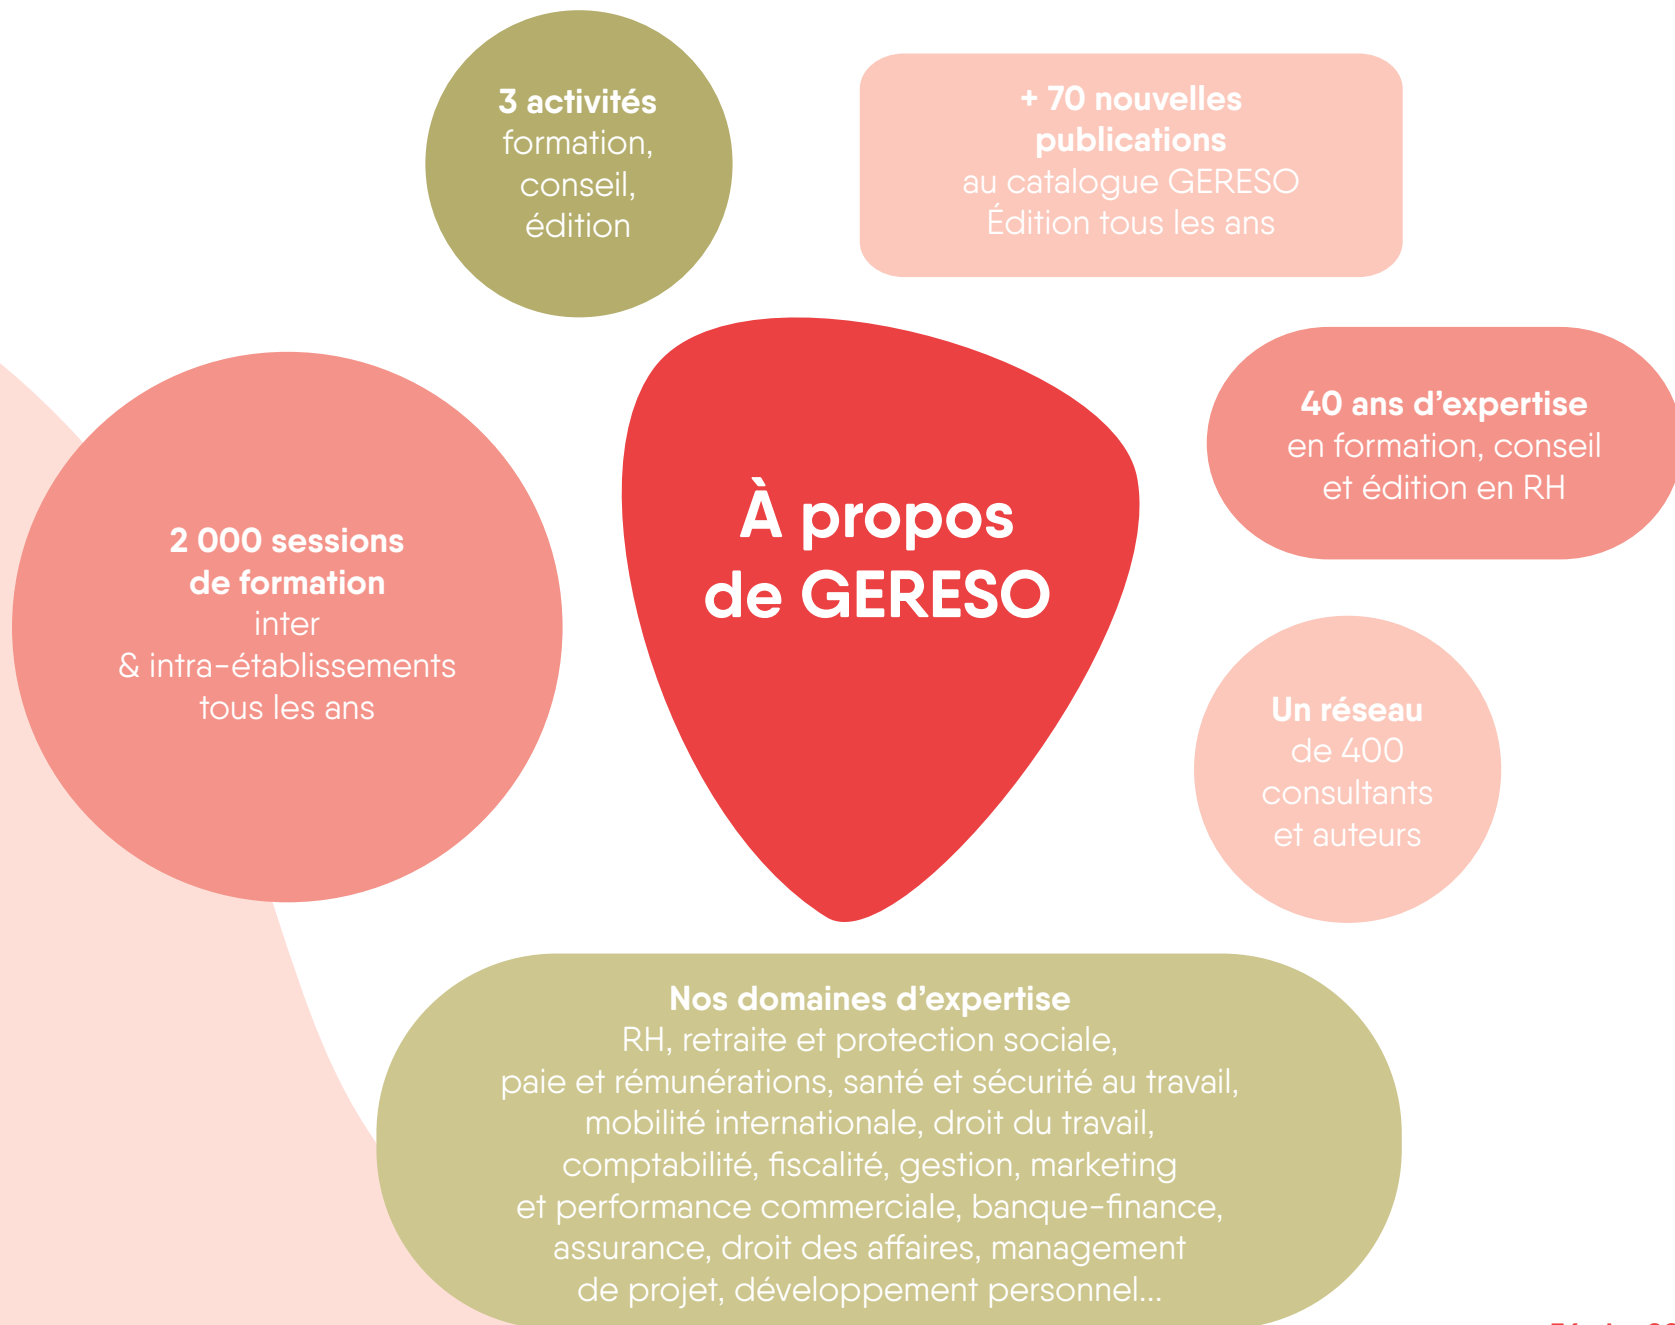 3 activités
formation,
conseil,
édition
+ 70 nouvelles
publications
au catalogue GERESO
Édition tous les ans
40 ans d’expertise
en formation, conseil
et édition en RH
À propos
de GERESO
2 000 sessions
de formation
inter
& intra-établissements
tous les ans
Un réseau
de 400
consultants
et auteurs
Nos domaines d’expertise
RH, retraite et protection sociale,
paie et rémunérations, santé et sécurité au travail,
mobilité internationale, droit du travail,
comptabilité, fiscalité, gestion, marketing
et performance commerciale, banque-finance,
assurance, droit des affaires, management
de projet, développement personnel...